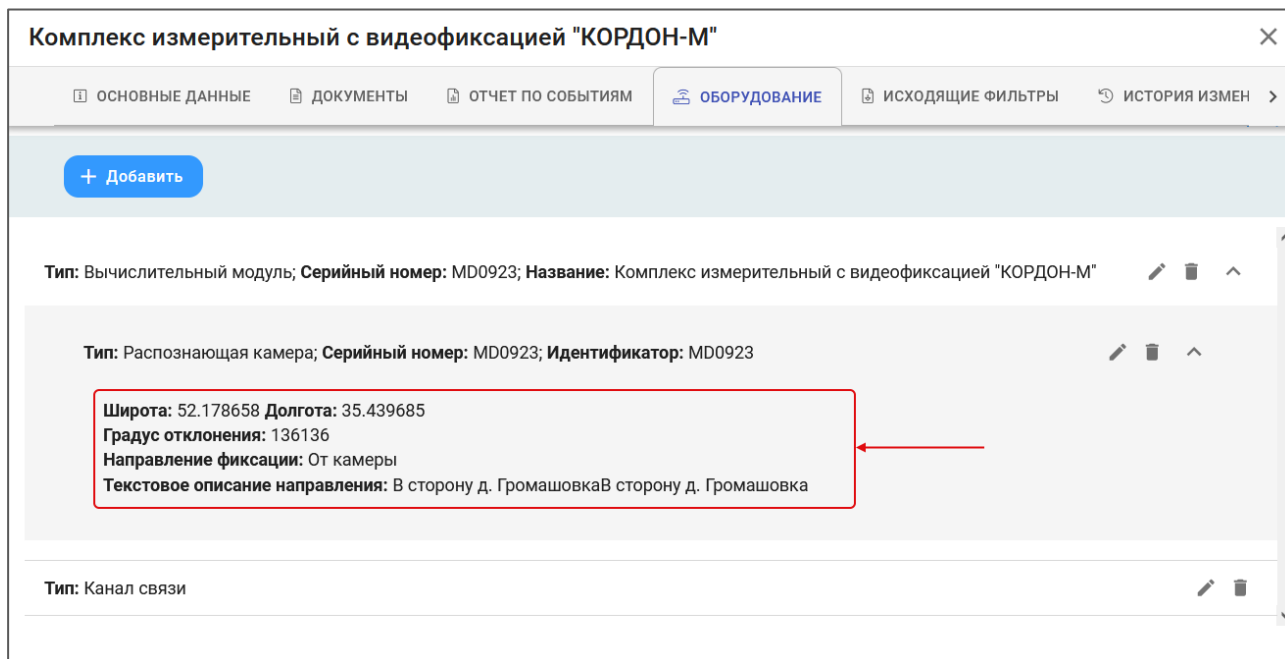 Комплекс измерительный с видеофиксацией "КОРДОН-М"
ОСНОВНЫЕ ДАННЫЕ ДОКУМЕНТЫ ОТЧЕТ ПО СОБЫТИЯМ ОБОРУДОВАНИЕ ИСХОДЯЩИЕ ФИЛЬТРЫ ИСТОРИЯ ИЗМЕН
+ Добавить
Тип: Вычислительный модуль; Серийный номер: MD0923; Название: Комплекс измерительный с видеофиксацией "КОРДОН-М"
Тип: Распознающая камера; Серийный номер: MD0923; Идентификатор: MD0923
Широта: 52.178658 Долгота: 35.439685
Градус отклонения: 136136
Направление фиксации: От камеры
Текстовое описание направления: В сторону д. ГромашовкаВ сторону д. Громашовка
Тип: Канал связи